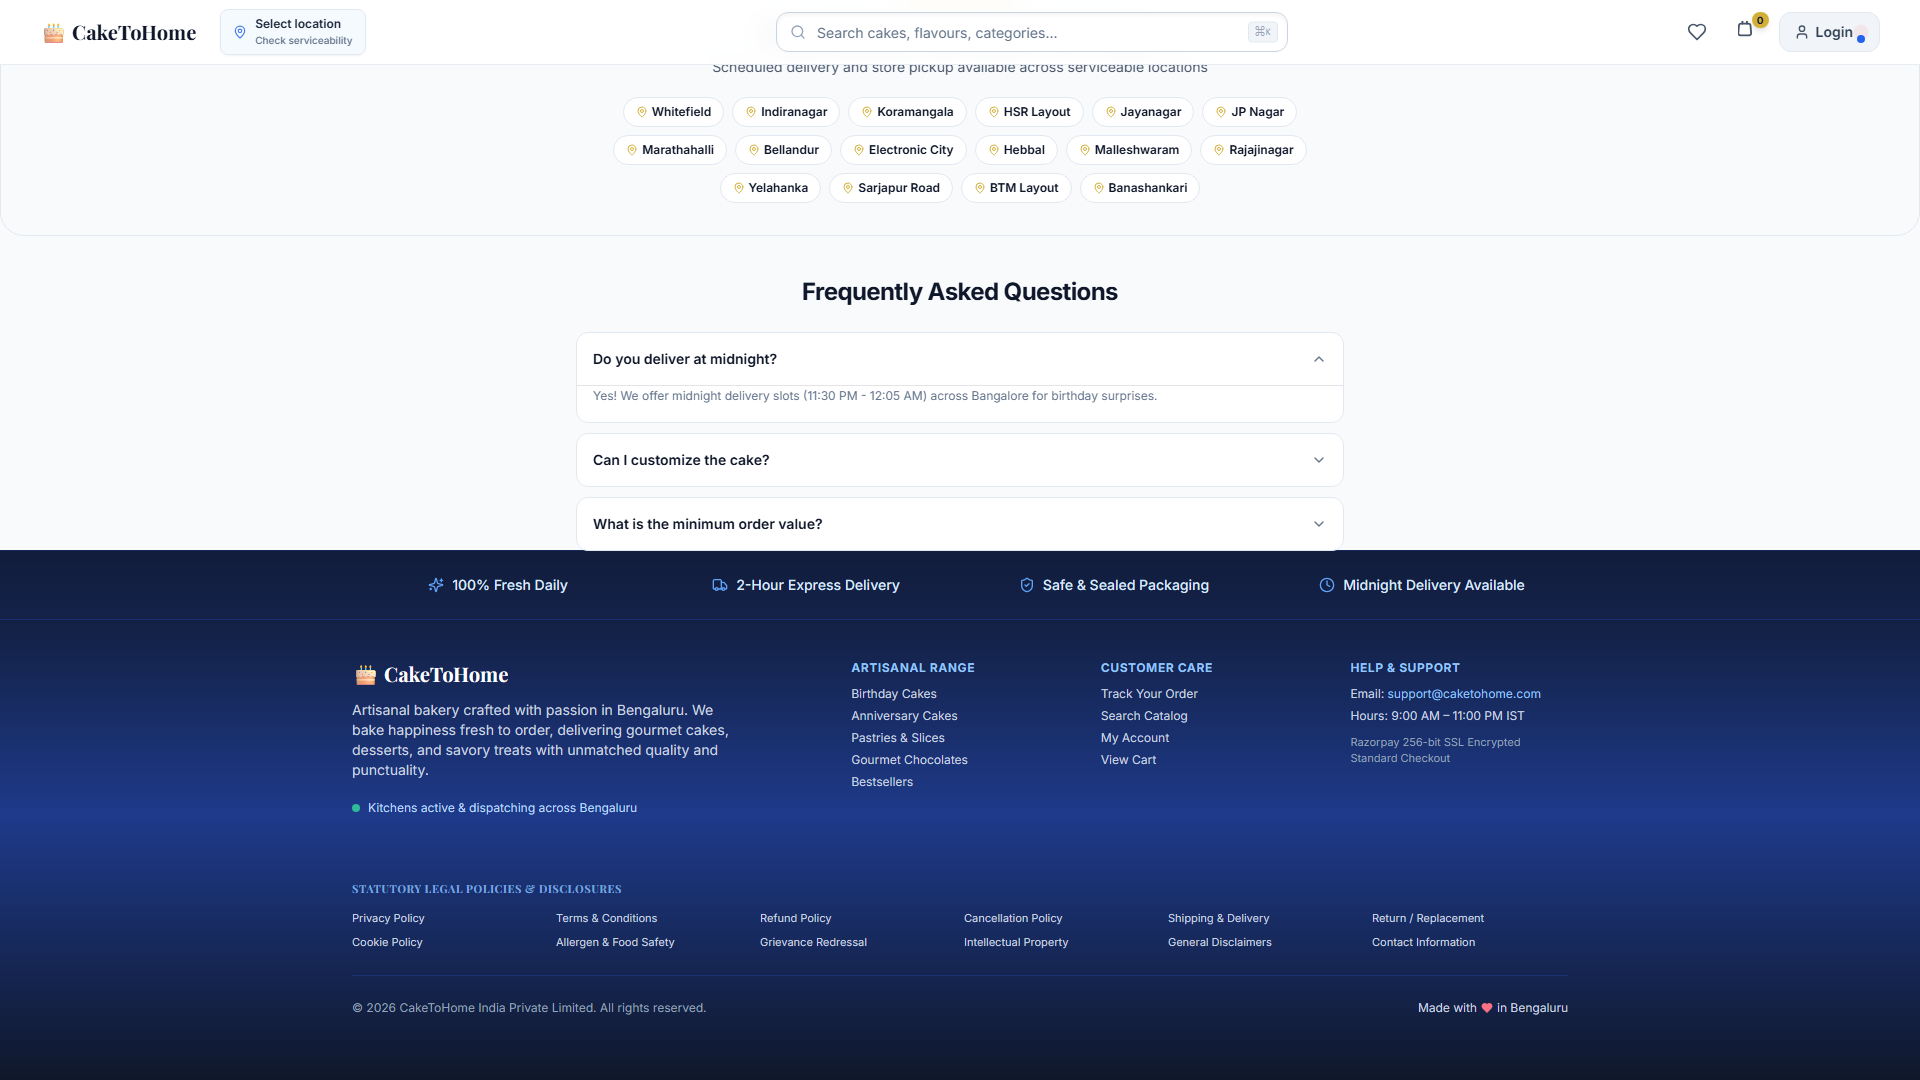 CakeToHome
Select location
Check serviceability
Search cakes, flavours, categories...
⌘K
0
Login
Scheduled delivery and store pickup available across serviceable locations
Whitefield
Indiranagar
Koramangala
HSR Layout
Jayanagar
JP Nagar
Marathahalli
Bellandur
Electronic City
Hebbal
Malleshwaram
Rajajinagar
Yelahanka
Sarjapur Road
BTM Layout
Banashankari
Frequently Asked Questions
Do you deliver at midnight?
Yes! We offer midnight delivery slots (11:30 PM - 12:05 AM) across Bangalore for birthday surprises.
Can I customize the cake?
What is the minimum order value?
100% Fresh Daily
2-Hour Express Delivery
Safe & Sealed Packaging
Midnight Delivery Available
CakeToHome
Artisanal bakery crafted with passion in Bengaluru. We
bake happiness fresh to order, delivering gourmet cakes,
desserts, and savory treats with unmatched quality and
punctuality.
Kitchens active & dispatching across Bengaluru
ARTISANAL RANGE
Birthday Cakes
Anniversary Cakes
Pastries & Slices
Gourmet Chocolates
Bestsellers
CUSTOMER CARE
Track Your Order
Search Catalog
My Account
View Cart
HELP & SUPPORT
Email: support@caketohome.com
Hours: 9:00 AM – 11:00 PM IST
Razorpay 256-bit SSL Encrypted
Standard Checkout
STATUTORY LEGAL POLICIES & DISCLOSURES
Privacy Policy
Terms & Conditions
Refund Policy
Cancellation Policy
Shipping & Delivery
Return / Replacement
Cookie Policy
Allergen & Food Safety
Grievance Redressal
Intellectual Property
General Disclaimers
Contact Information
© 2026 CakeToHome India Private Limited. All rights reserved.
Made with ❤ in Bengaluru